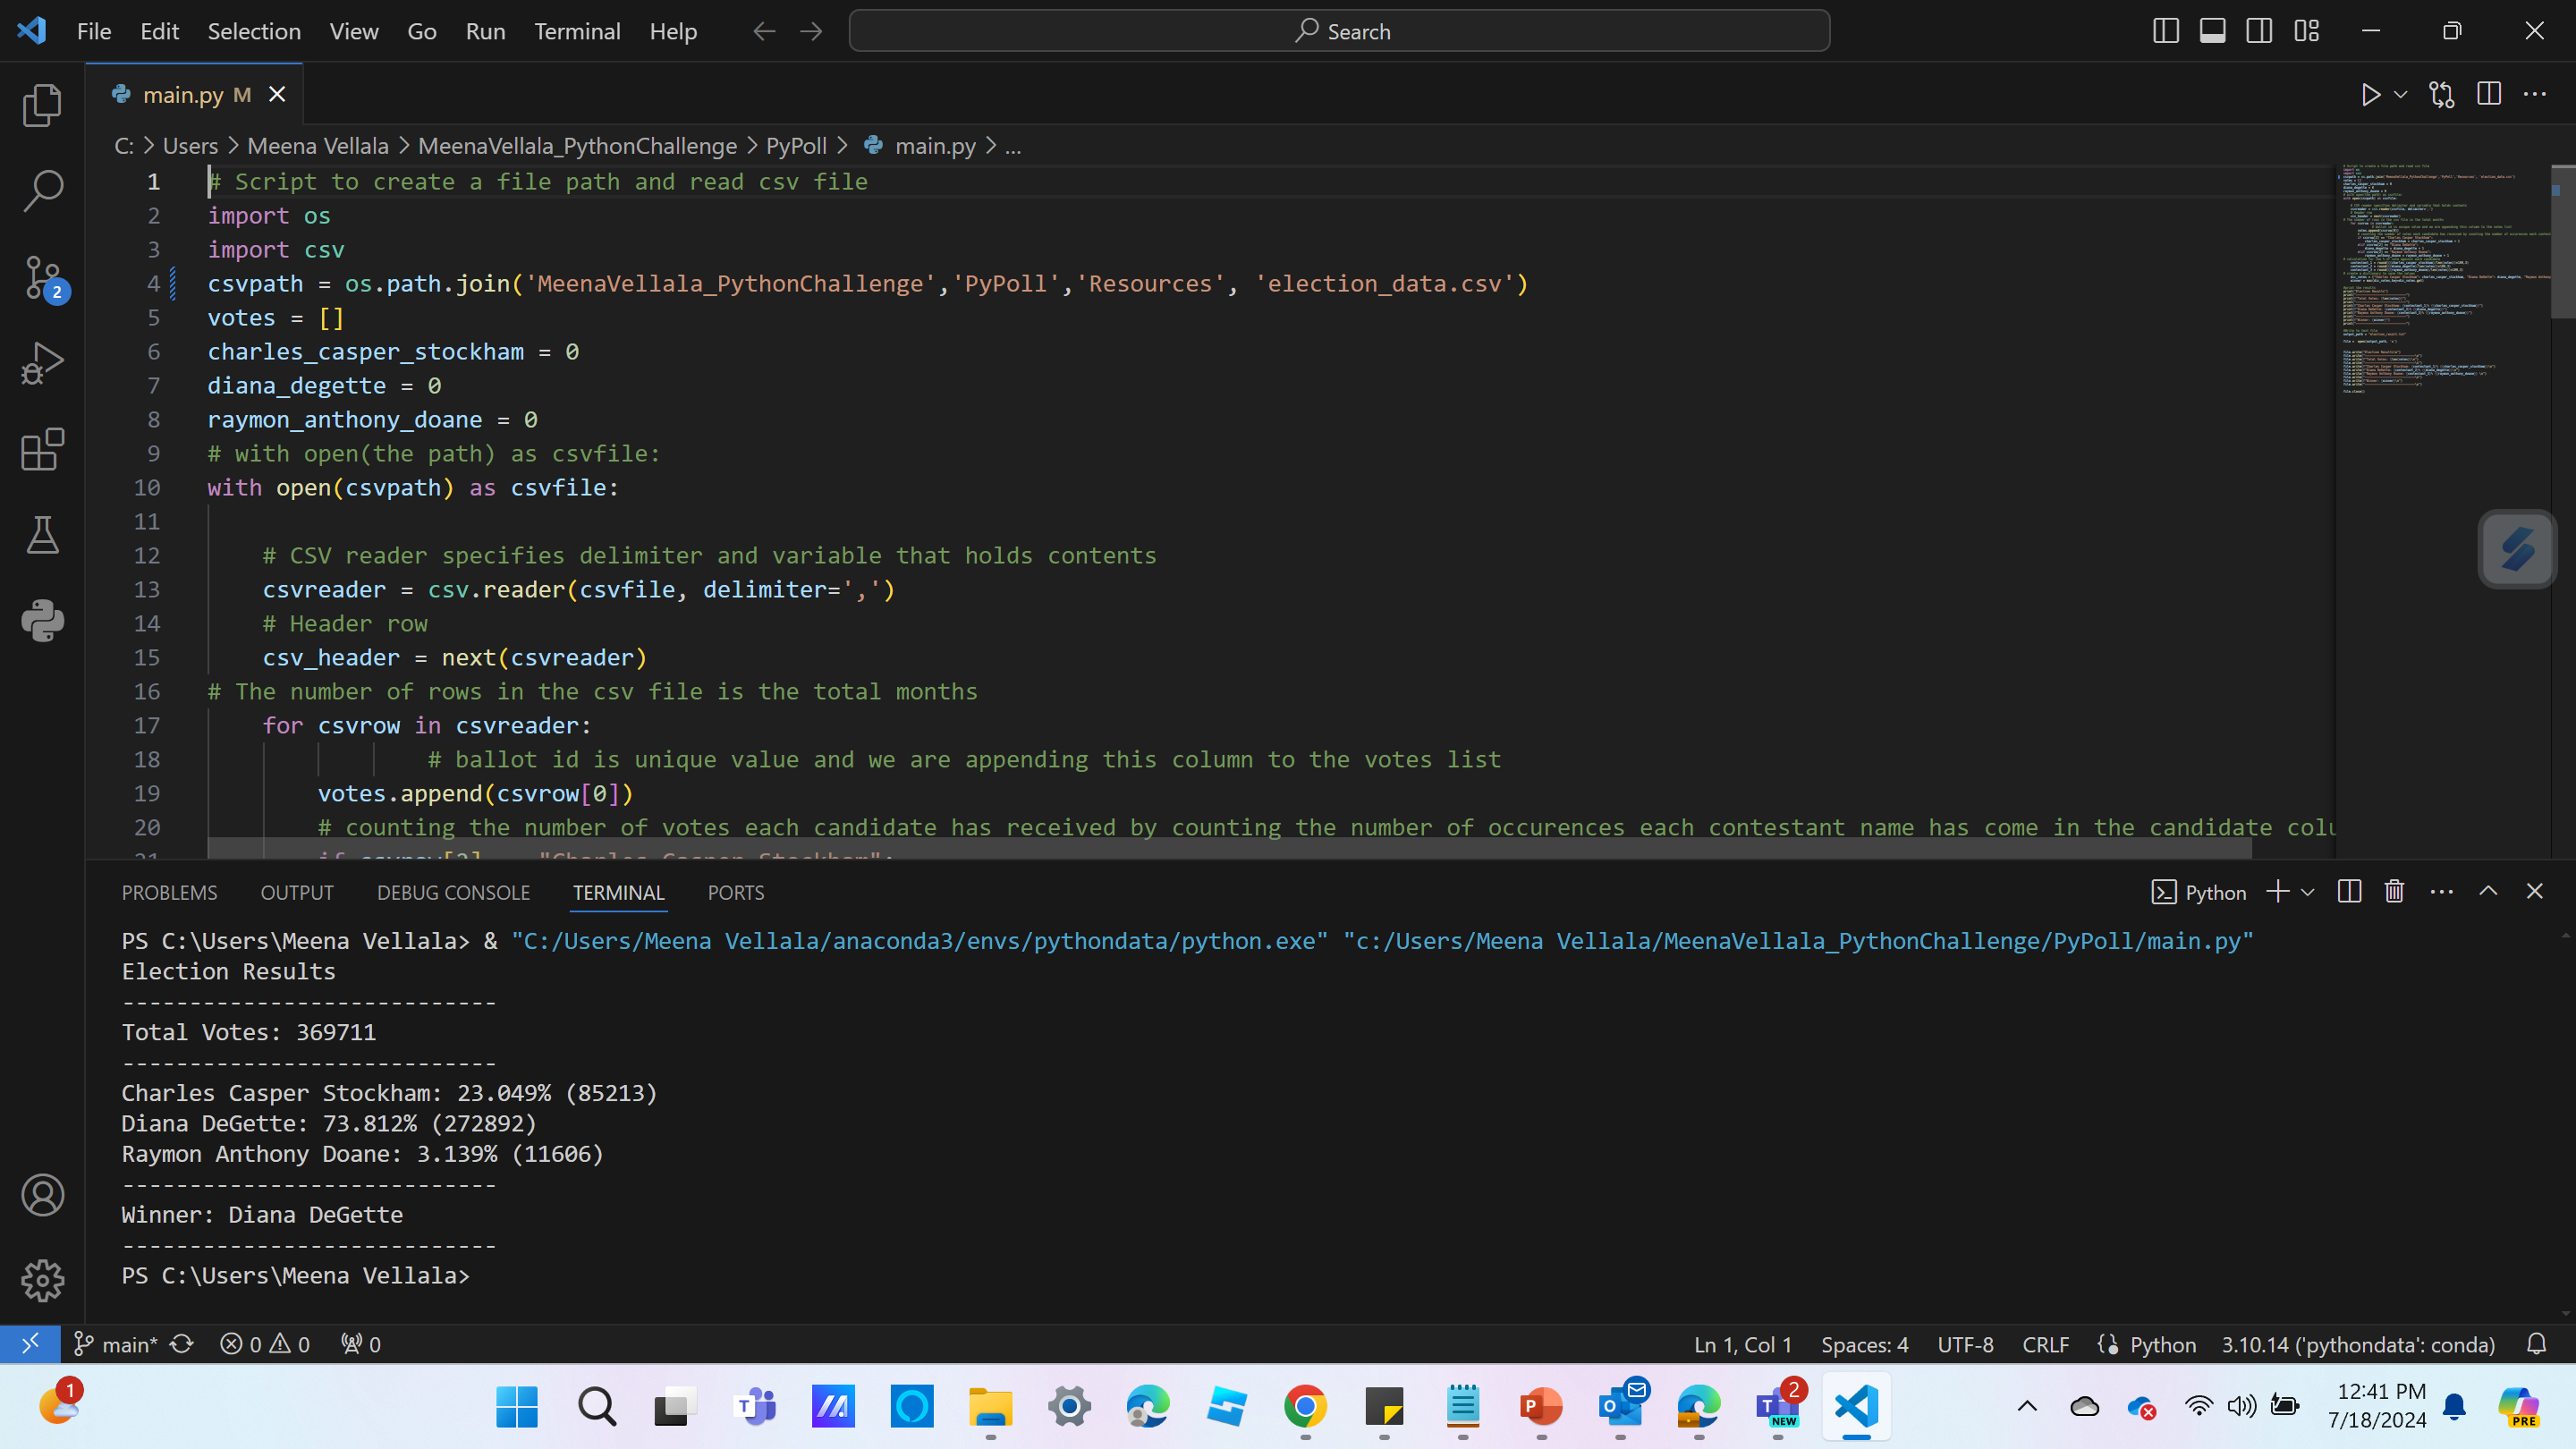 File Edit Selection View Go Run Terminal Help Search
main.py M
C: > Users > Meena Vellala > MeenaVellala_PythonChallenge > PyPoll > main.py > ...
1 # Script to create a file path and read csv file
2 import os
3 import csv
4 csvpath = os.path.join('MeenaVellala_PythonChallenge','PyPoll','Resources', 'election_data.csv')
5 votes = []
6 charles_casper_stockham = 0
7 diana_degette = 0
8 raymon_anthony_doane = 0
9 # with open(the path) as csvfile:
10 with open(csvpath) as csvfile:
11
12 # CSV reader specifies delimiter and variable that holds contents
13 csvreader = csv.reader(csvfile, delimiter=',')
14 # Header row
15 csv_header = next(csvreader)
16 # The number of rows in the csv file is the total months
17 for csvrow in csvreader:
18 # ballot id is unique value and we are appending this column to the votes list
19 votes.append(csvrow[0])
20 # counting the number of votes each candidate has received by counting the number of occurences each contestant name has come in the candidate colu
2
PROBLEMS OUTPUT DEBUG CONSOLE TERMINAL PORTS Python
PS C:\Users\Meena Vellala> & "C:/Users/Meena Vellala/anaconda3/envs/pythondata/python.exe" "c:/Users/Meena Vellala/MeenaVellala_PythonChallenge/PyPoll/main.py"
Election Results
----------------------------
Total Votes: 369711
----------------------------
Charles Casper Stockham: 23.049% (85213)
Diana DeGette: 73.812% (272892)
Raymon Anthony Doane: 3.139% (11606)
----------------------------
Winner: Diana DeGette
----------------------------
PS C:\Users\Meena Vellala>
main* 0 0 0 Ln 1, Col 1 Spaces: 4 UTF-8 CRLF Python 3.10.14 ('pythondata': conda)
1 2 NEW 12:41 PM PRE
7/18/2024